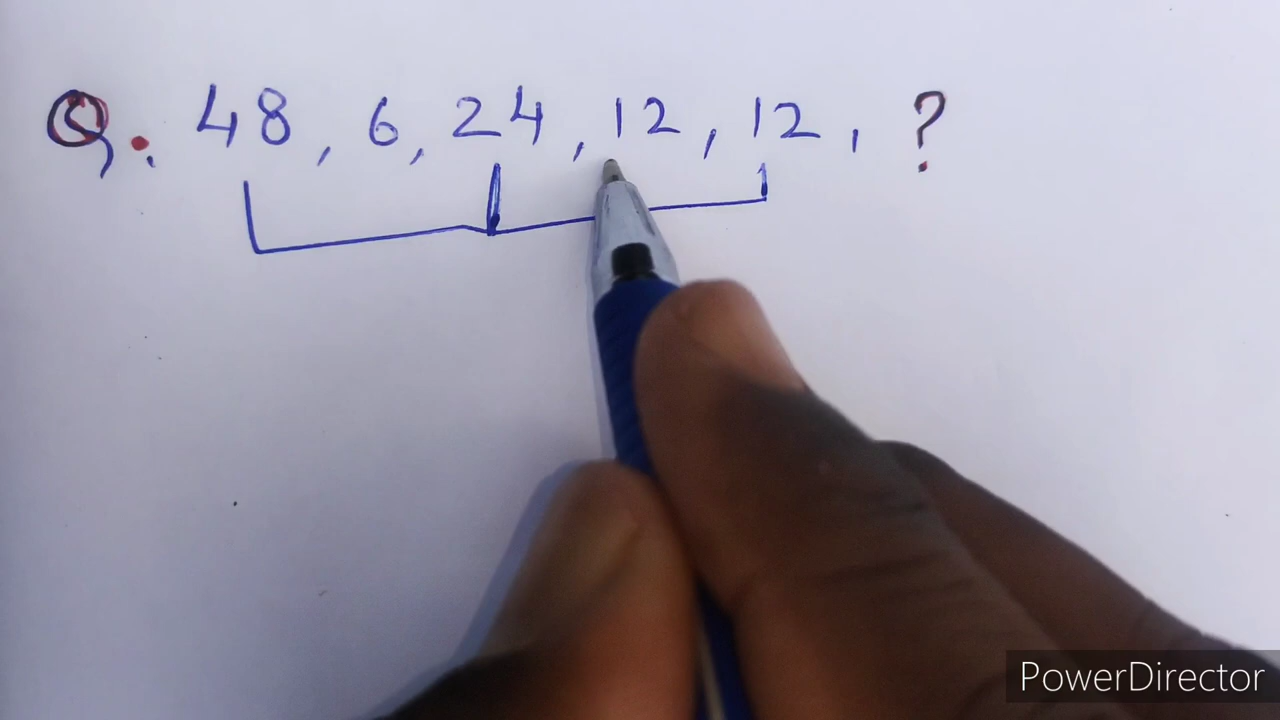 Q. 48, 6, 24, 12, 12, ?
PowerDirector